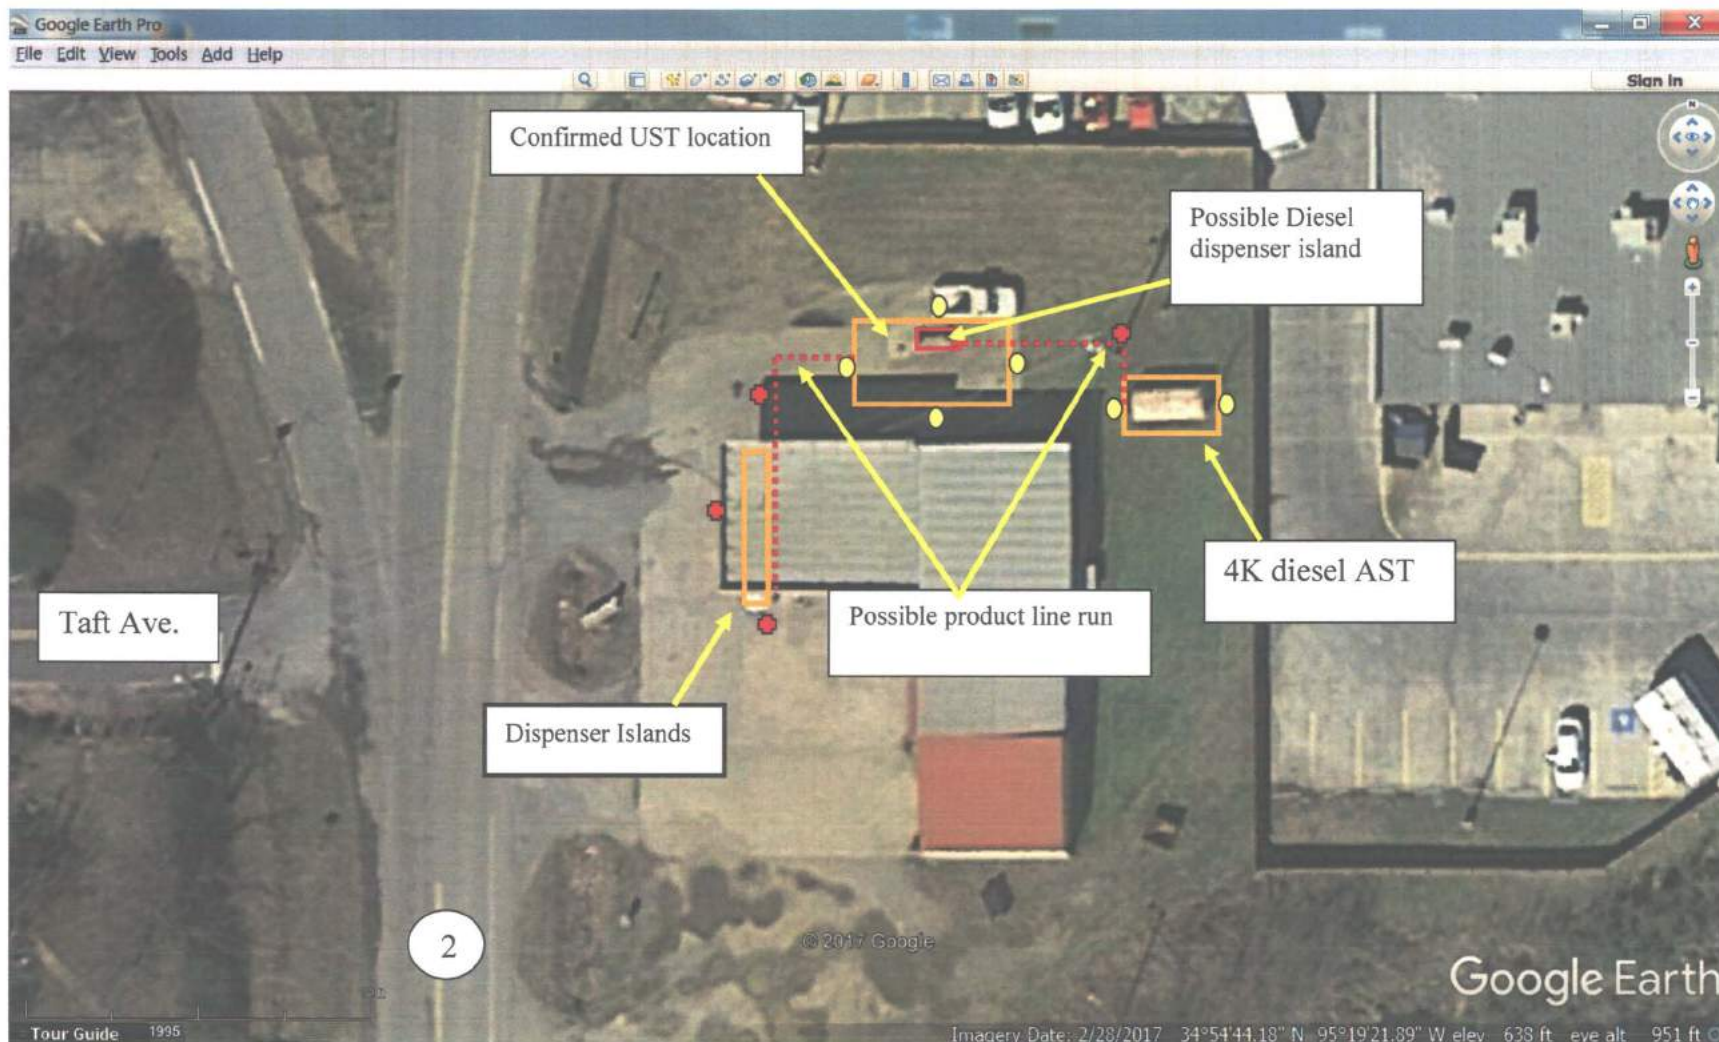 Google Earth Pro
File Edit View Tools Add Help
Sign in
N
Confirmed UST location
Possible Diesel
dispenser island
4K diesel AST
Taft Ave.
Possible product line run
Dispenser Islands
2
© 2017 Google
Google Earth
Tour Guide 1995
Imagery Date: 2/28/2017 34°54'44.18" N 95°19'21.89" W elev 638 ft eye alt 951 ft